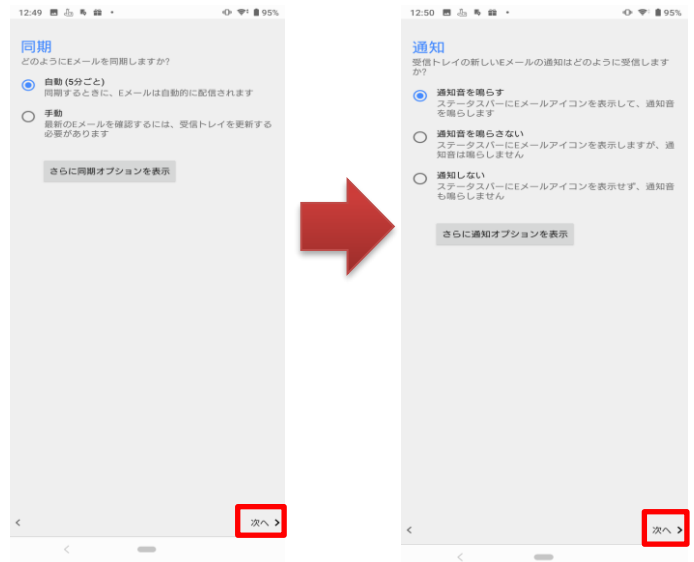 12:49
95%
同期
どのようにEメールを同期しますか?
自動 (5分ごと)
同期するときに、Eメールは自動的に配信されます
手動
最新のEメールを確認するには、受信トレイを更新する
必要があります
さらに同期オプションを表示
次へ
12:50
95%
通知
受信トレイの新しいEメールの通知はどのように受信します
か?
通知音を鳴らす
ステータスバーにEメールアイコンを表示して、通知音
を鳴らします
通知音を鳴らさない
ステータスバーにEメールアイコンを表示しますが、通
知音は鳴らしません
通知しない
ステータスバーにEメールアイコンを表示せず、通知音
も鳴らしません
さらに通知オプションを表示
次へ